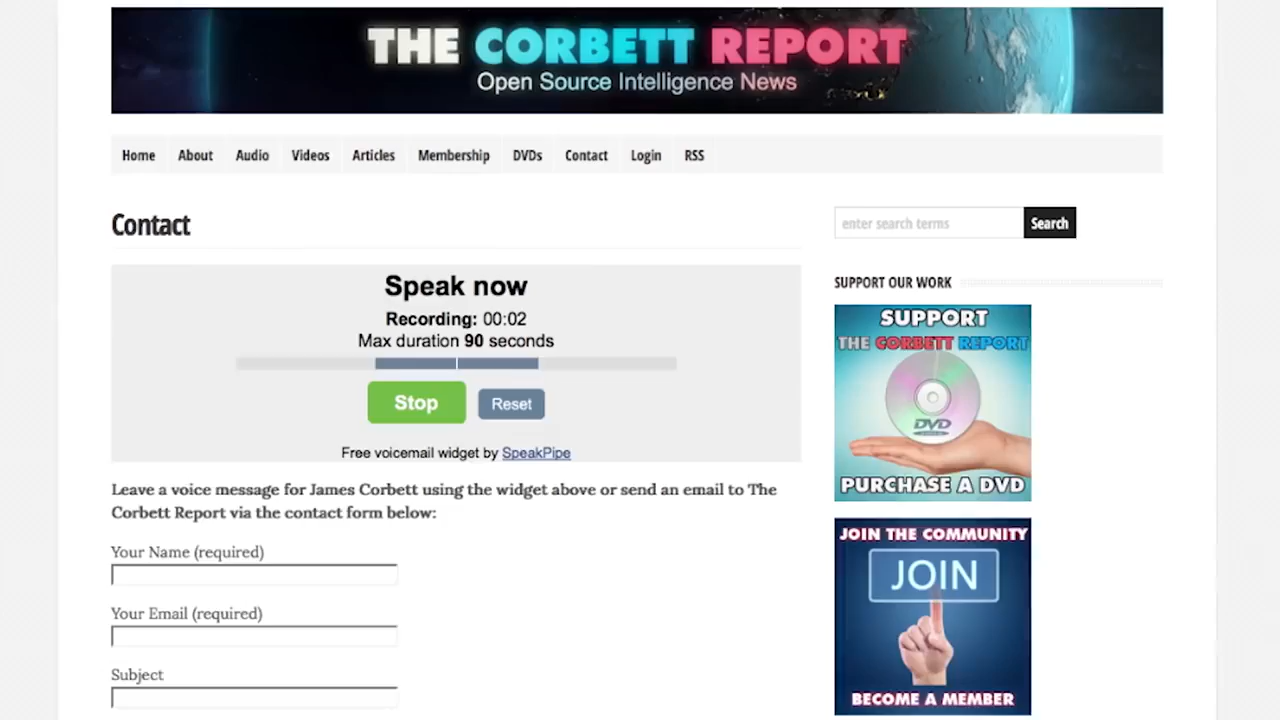 THE CORBETT REPORT
Open Source Intelligence News
Home About Audio Videos Articles Membership DVDs Contact Login RSS
Contact
enter search terms Search
Speak now
Recording: 00:02
Max duration 90 seconds
Stop Reset
Free voicemail widget by SpeakPipe
Leave a voice message for James Corbett using the widget above or send an email to The
Corbett Report via the contact form below:
Your Name (required)
Your Email (required)
Subject
SUPPORT OUR WORK
SUPPORT
THE CORBETT REPORT
DVD
PURCHASE A DVD
JOIN THE COMMUNITY
JOIN
BECOME A MEMBER